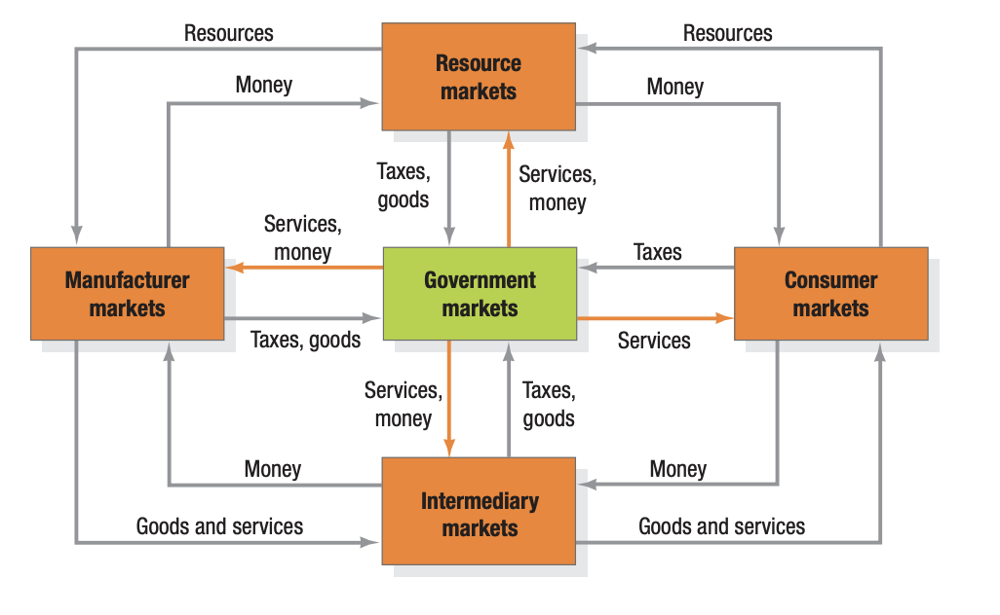 Resources
Resources
Resource
markets
Money
Money
Taxes,
goods
Services,
money
Services,
money
Taxes
Manufacturer
markets
Government
markets
Consumer
markets
Taxes, goods
Services
Services,
money
Taxes,
goods
Money
Money
Intermediary
markets
Goods and services
Goods and services